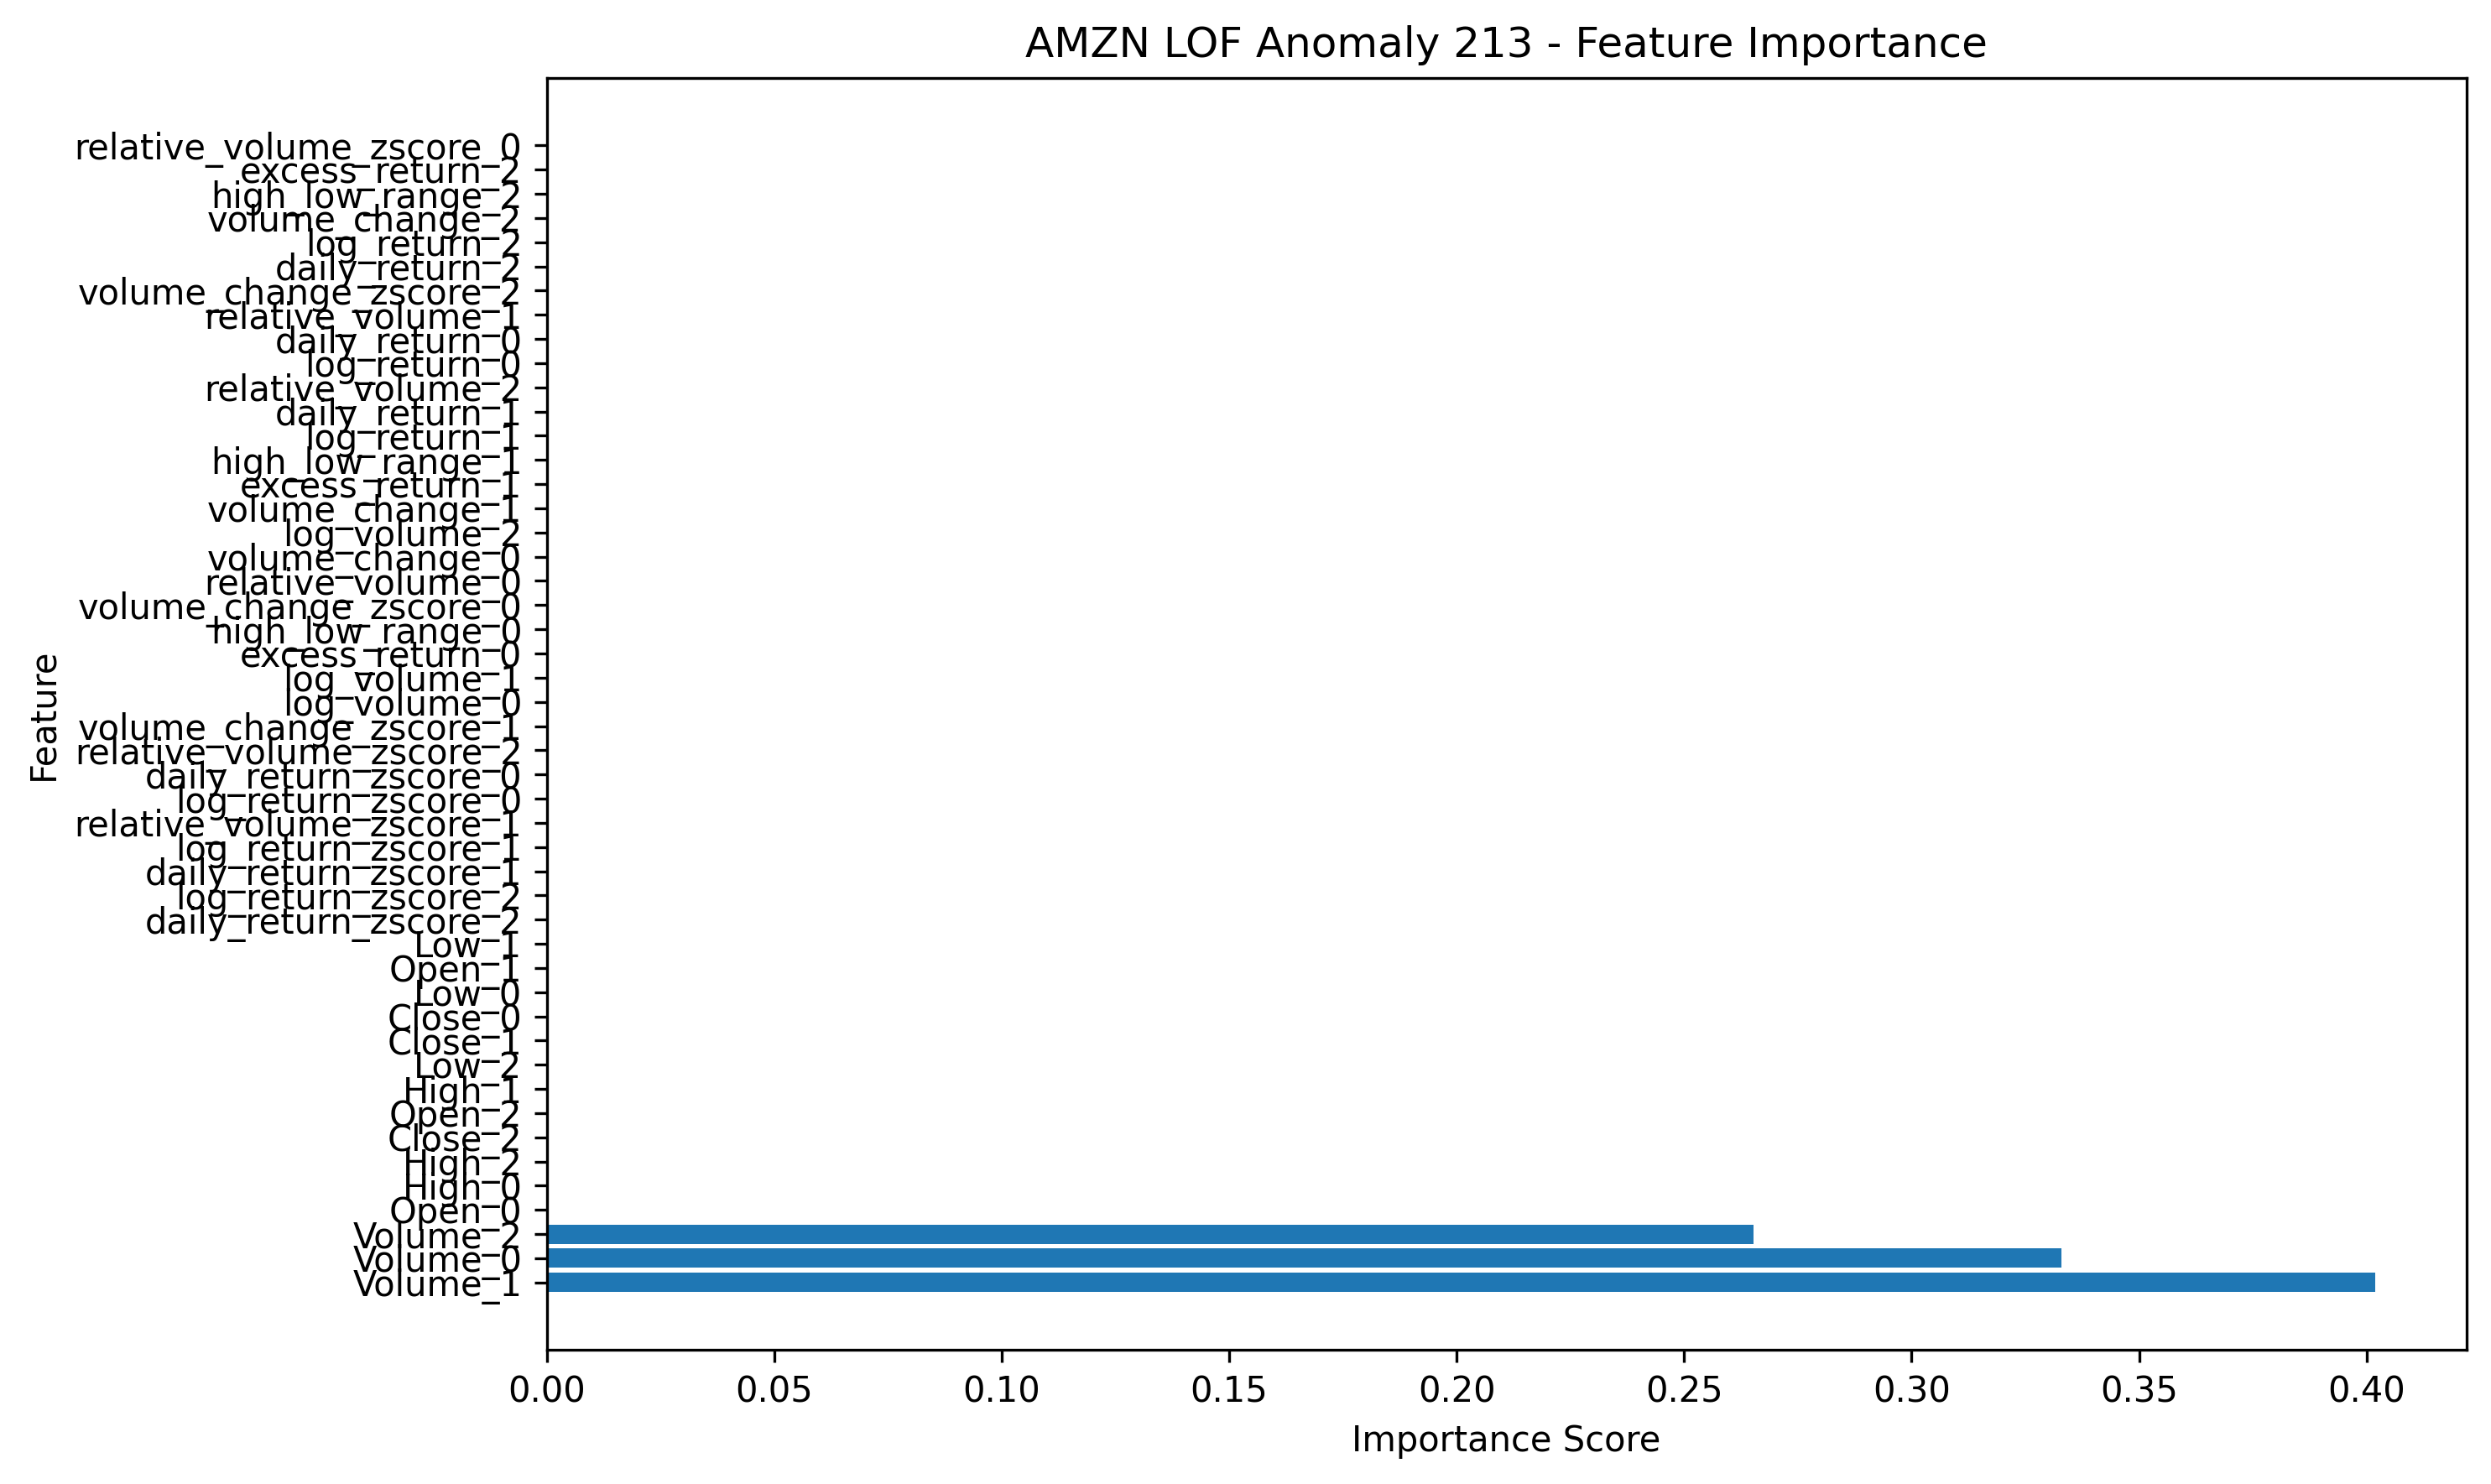 AMZN LOF Anomaly 213 - Feature Importance
relative_volume_zscore_0
excess_return_2
high_low_range_2
volume_change_2
log_return_2
daily_return_2
volume_change_zscore_2
relative_volume_1
daily_return_0
log_return_0
relative_volume_2
daily_return_1
log_return_1
high_low_range_1
excess_return_1
volume_change_1
log_volume_2
volume_change_0
relative_volume_0
volume_change_zscore_0
high_low_range_0
excess_return_0
log_volume_1
log_volume_0
volume_change_zscore_1
relative_volume_zscore_2
daily_return_zscore_0
log_return_zscore_0
relative_volume_zscore_1
log_return_zscore_1
daily_return_zscore_1
log_return_zscore_2
daily_return_zscore_2
Low_1
Open_1
Low_0
Close_0
Close_1
Low_2
High_1
Open_2
Close_2
High_2
High_0
Open_0
Volume_2
Volume_0
Volume_1
Feature
0.00 0.05 0.10 0.15 0.20 0.25 0.30 0.35 0.40
Importance Score